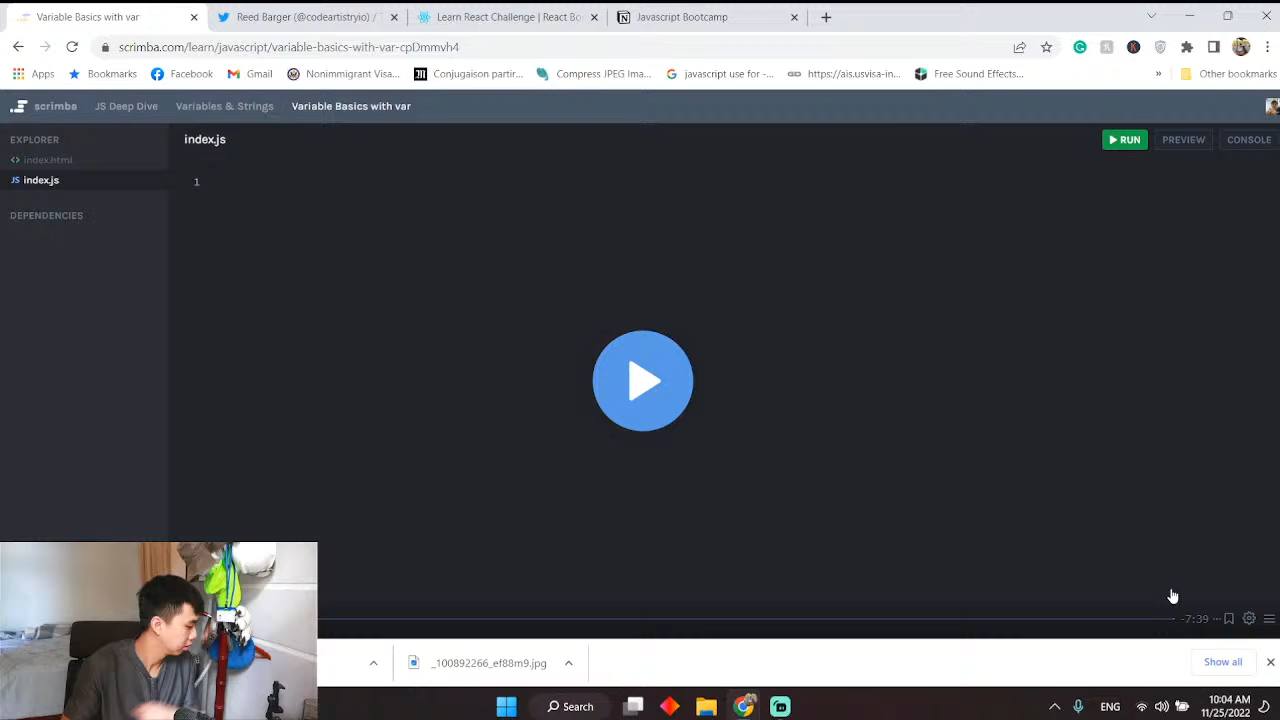 Variable Basics with var
Reed Barger (@codeartistryio) / T
Learn React Challenge | React Bo
Javascript Bootcamp
scrimba.com/learn/javascript/variable-basics-with-var-cpDmmvh4
Apps
Bookmarks
Facebook
Gmail
Nonimmigrant Visa...
Conjugaison partir...
Compress JPEG Ima...
javascript use for -...
https://ais.usvisa-in...
Free Sound Effects...
»
Other bookmarks
scrimba
JS Deep Dive
Variables & Strings
Variable Basics with var
EXPLORER
<> index.html
JS index.js
DEPENDENCIES
index.js
RUN
PREVIEW
CONSOLE
1
-7:39
_100892266_ef88m9.jpg
Show all
Search
ENG
10:04 AM
11/25/2022